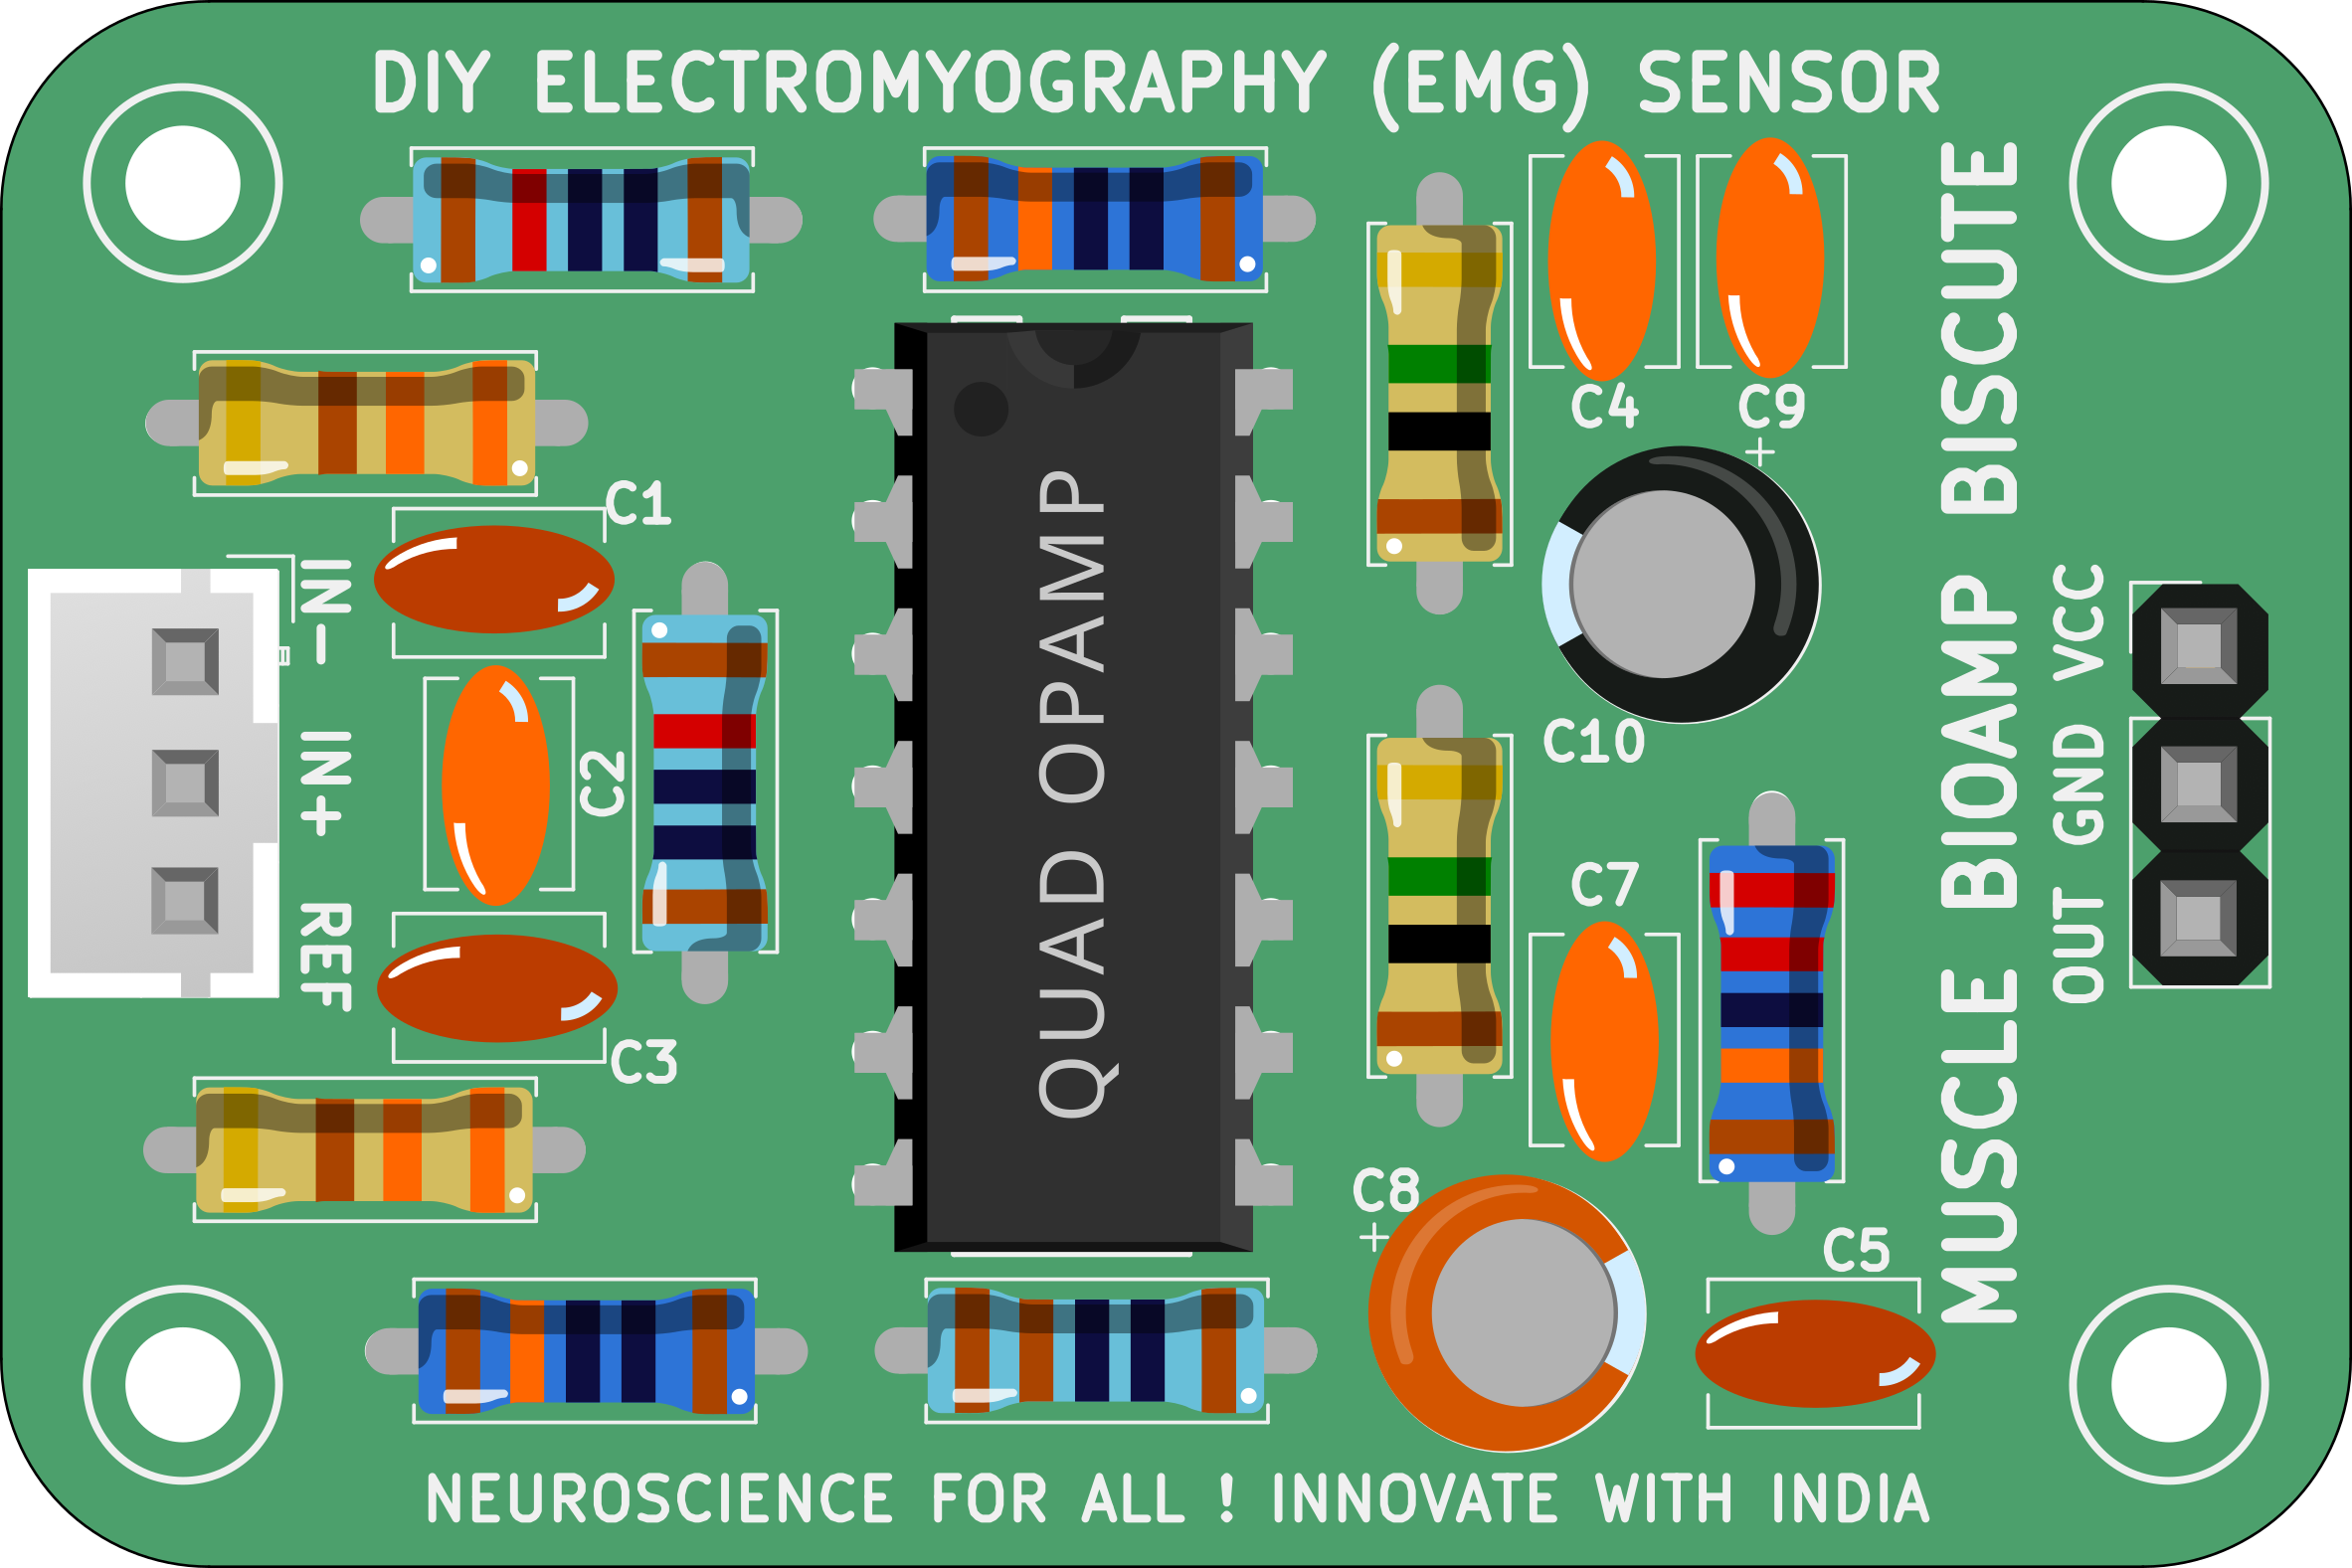 DIY ELECTROMYOGRAPHY (EMG) SENSOR
C4
C9
+
C1
IN -
IN +
REF
C2
C3
QUAD OPAMP
C10
C7
C8
+
C5
MUSCLE BIOAMP BISCUTE
OUT GND VCC
NEUROSCIENCE FOR ALL ! INNOVATE WITH INDIA